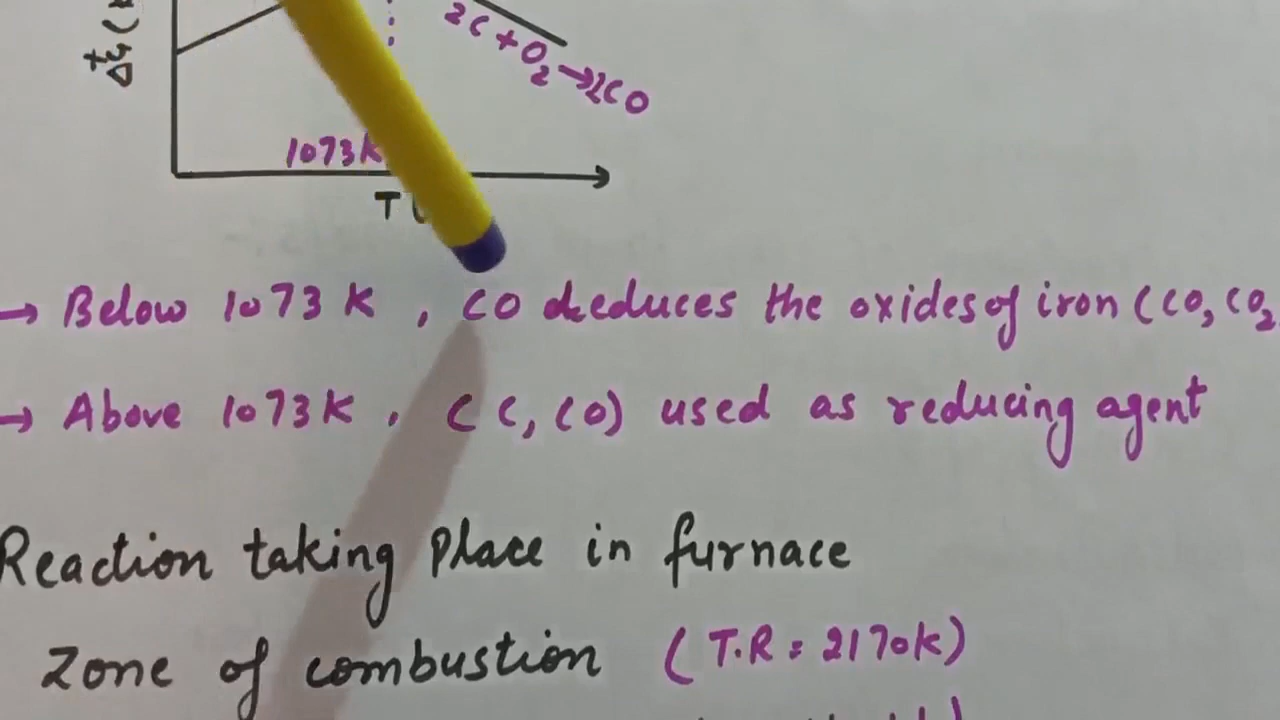 2C + O2 → 2CO
1073K
T
→ Below 1073 K , CO deduces the oxides of iron (CO, CO2
→ Above 1073K , (C, CO) used as reducing agent
Reaction taking place in furnace
Zone of combustion (T.R = 2170K)